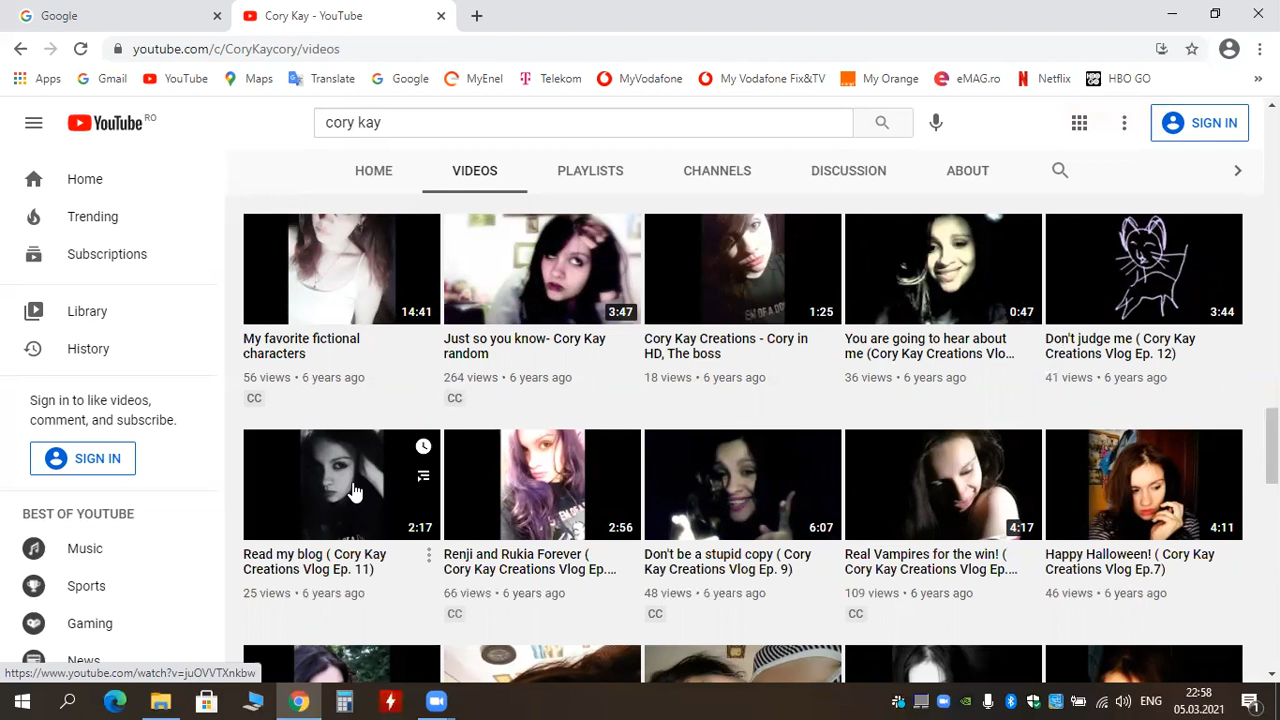 Google
Cory Kay - YouTube
youtube.com/c/CoryKaycory/videos
Apps Gmail YouTube Maps Translate Google MyEnel Telekom MyVodafone My Vodafone Fix&TV My Orange eMAG.ro Netflix HBO GO »
YouTube RO
cory kay
SIGN IN
HOME VIDEOS PLAYLISTS CHANNELS DISCUSSION ABOUT
Home
Trending
Subscriptions
Library
History
Sign in to like videos,
comment, and subscribe.
SIGN IN
BEST OF YOUTUBE
Music
Sports
Gaming
News
14:41
My favorite fictional
characters
56 views • 6 years ago
CC
3:47
Just so you know- Cory Kay
random
264 views • 6 years ago
CC
1:25
Cory Kay Creations - Cory in
HD, The boss
18 views • 6 years ago
0:47
You are going to hear about
me (Cory Kay Creations Vlo...
36 views • 6 years ago
3:44
Don't judge me ( Cory Kay
Creations Vlog Ep. 12)
41 views • 6 years ago
2:17
Read my blog ( Cory Kay
Creations Vlog Ep. 11)
25 views • 6 years ago
2:56
Renji and Rukia Forever (
Cory Kay Creations Vlog Ep....
66 views • 6 years ago
CC
6:07
Don't be a stupid copy ( Cory
Kay Creations Vlog Ep. 9)
48 views • 6 years ago
CC
4:17
Real Vampires for the win! (
Cory Kay Creations Vlog Ep....
109 views • 6 years ago
CC
4:11
Happy Halloween! ( Cory Kay
Creations Vlog Ep.7)
46 views • 6 years ago
https://www.youtube.com/watch?v=juOVVTXnkbw
ENG
22:58
05.03.2021
1